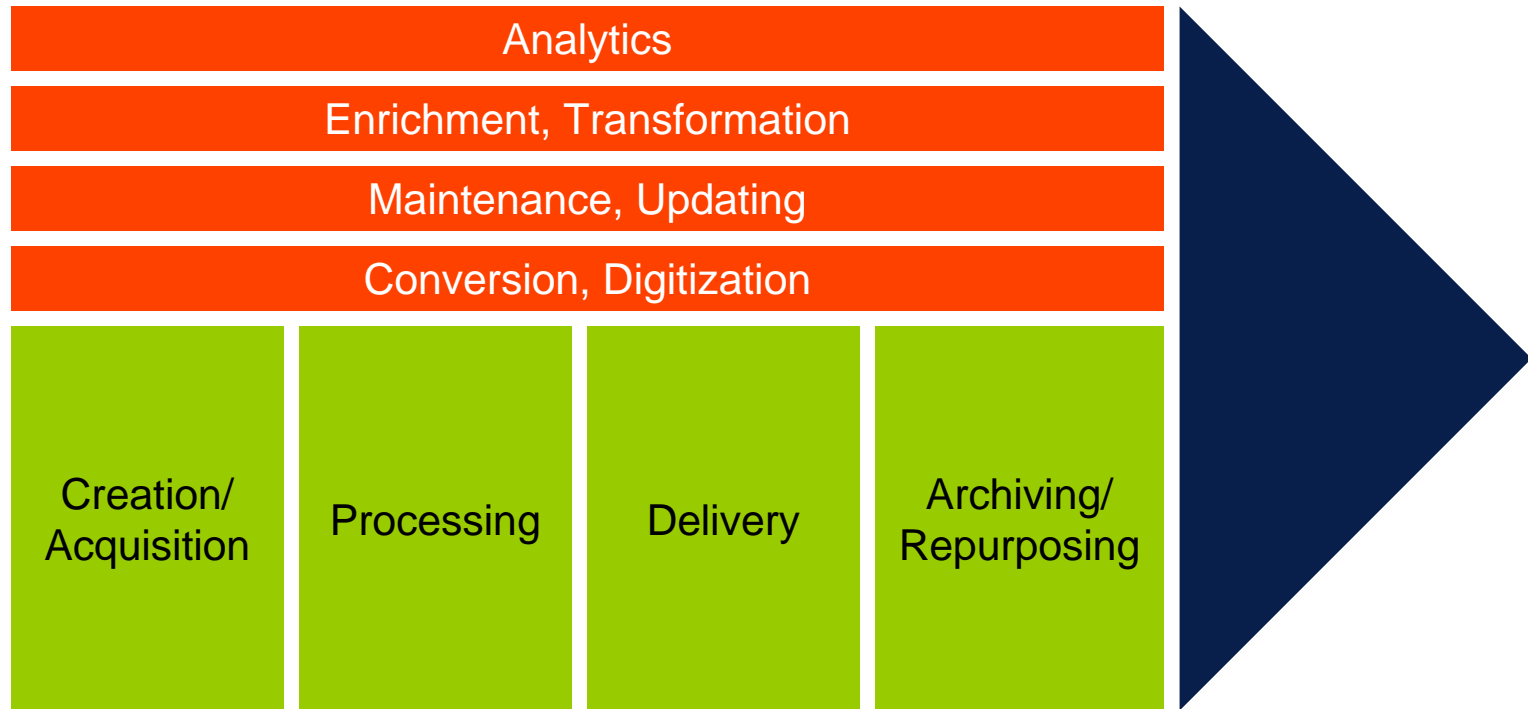 Analytics
Enrichment, Transformation
Maintenance, Updating
Conversion, Digitization
Creation/
Acquisition
Processing
Delivery
Archiving/
Repurposing